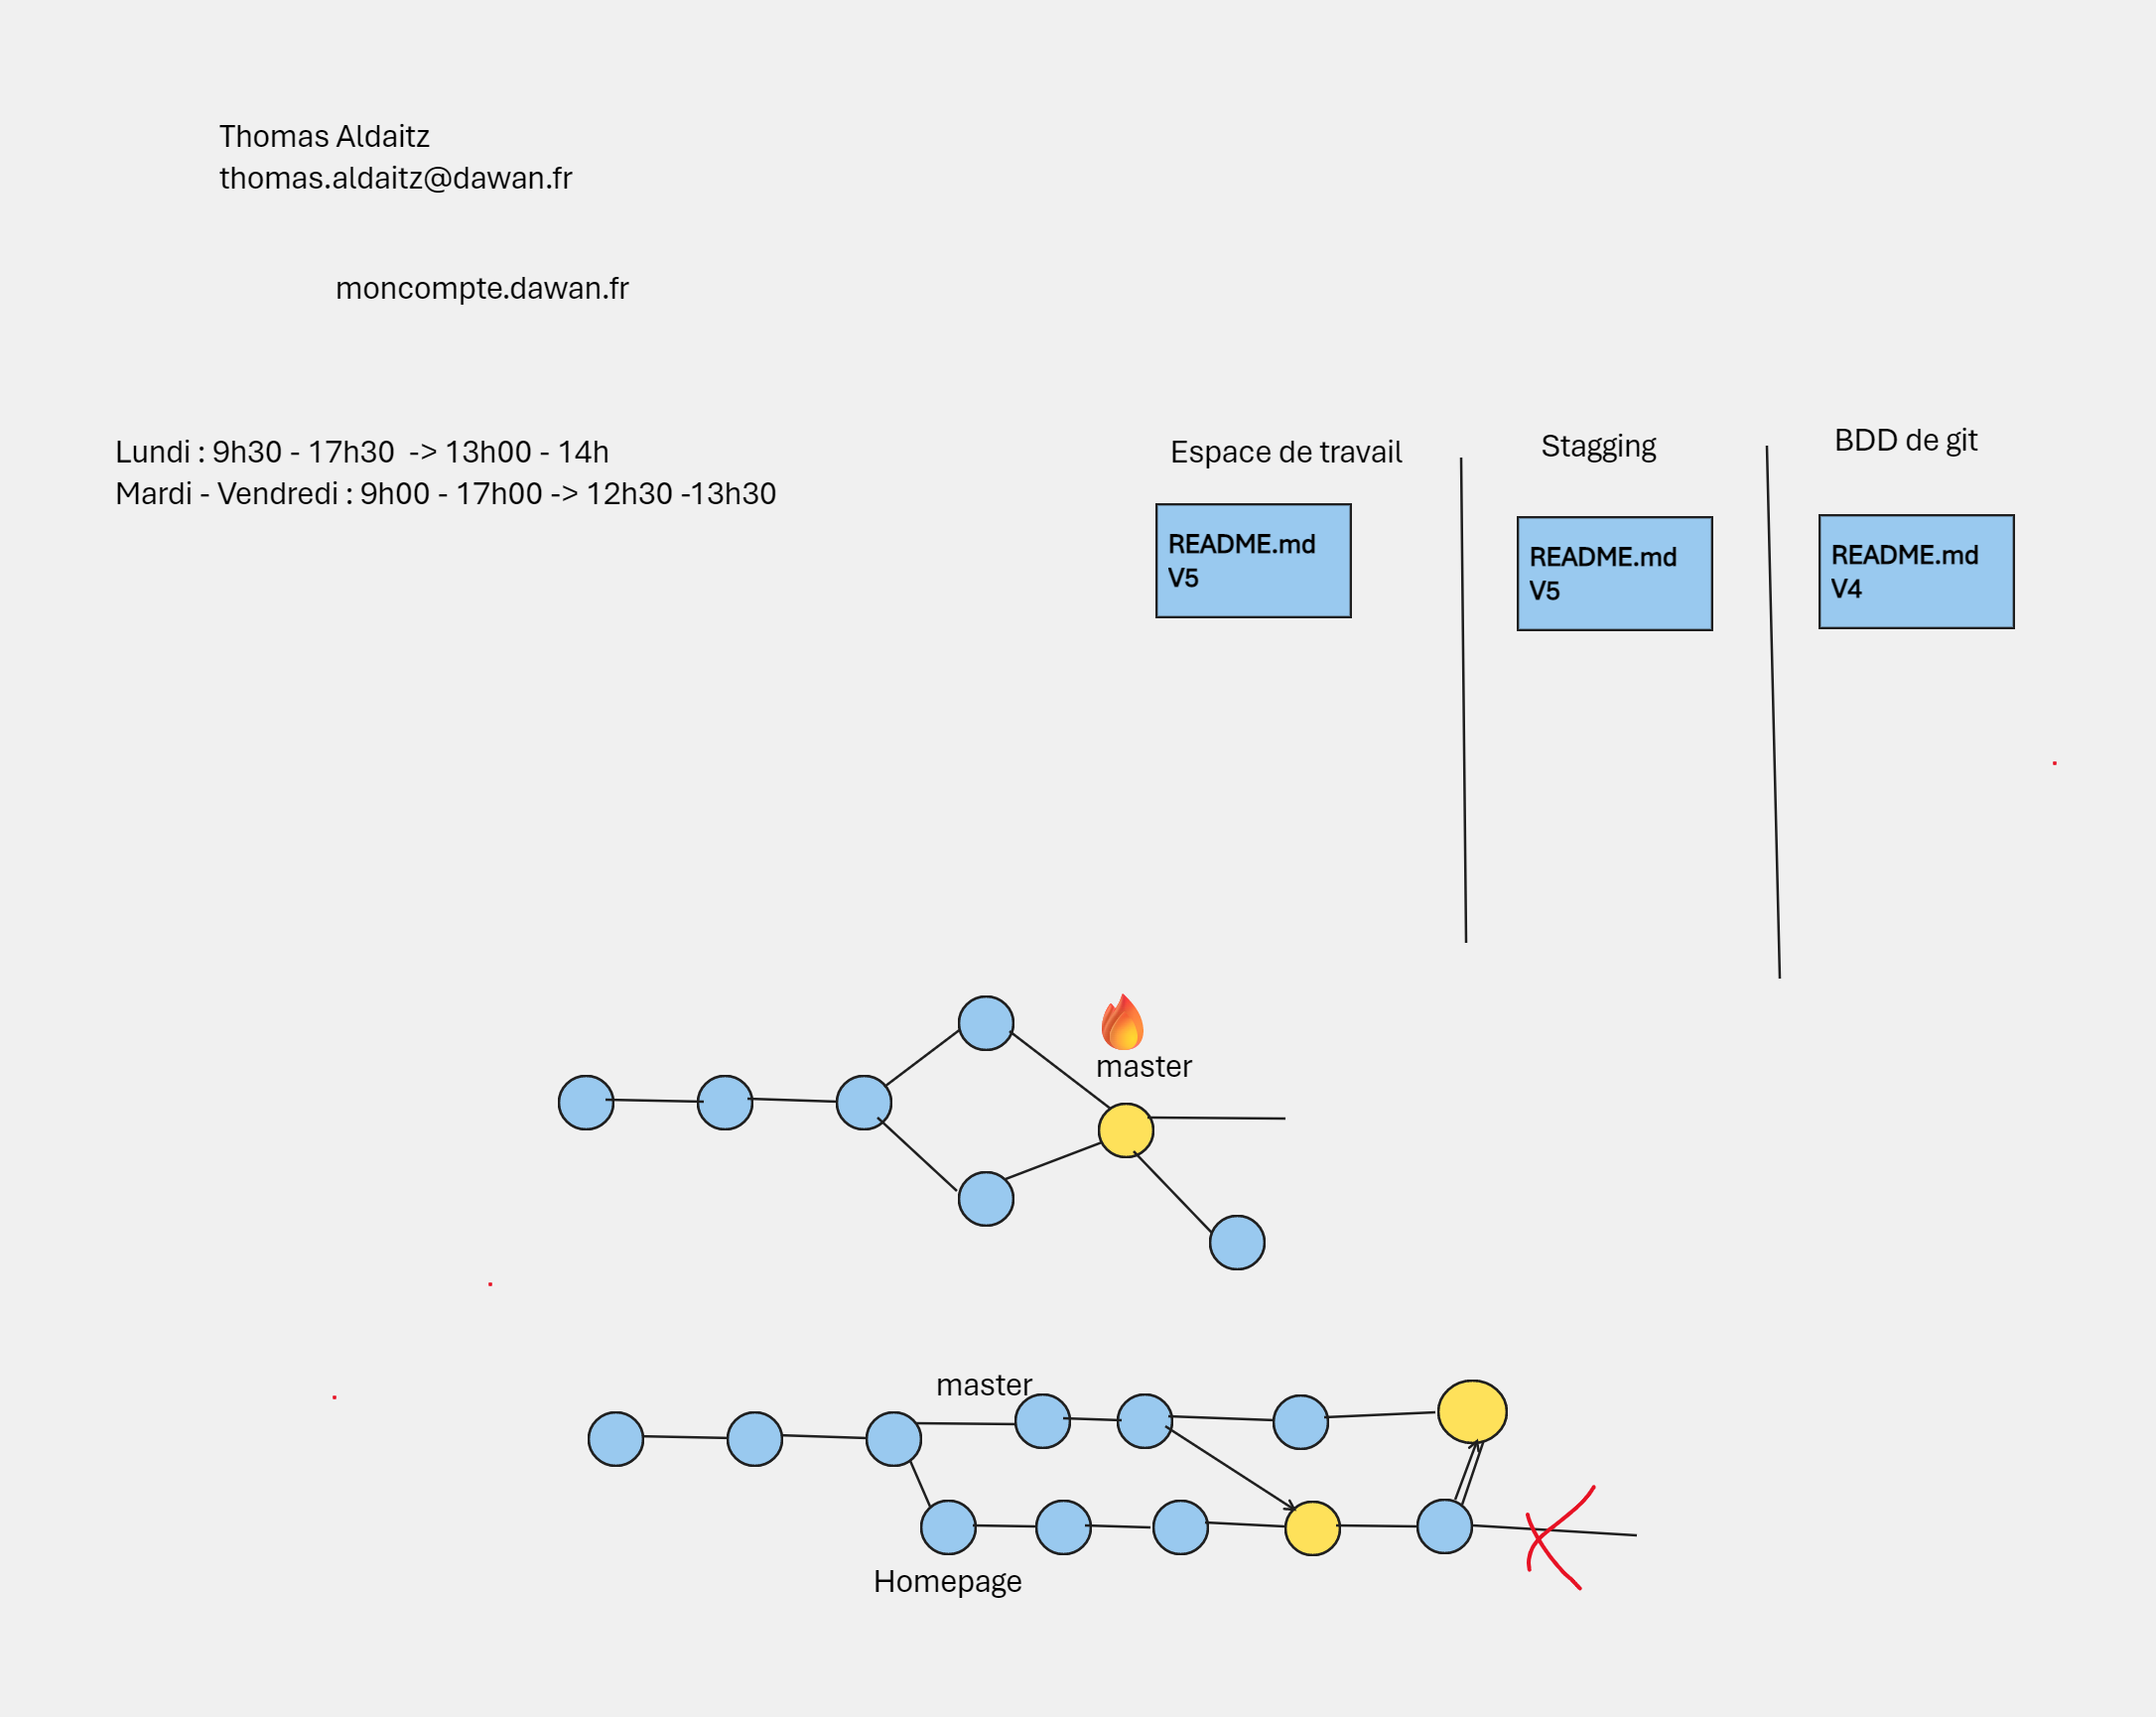 Thomas Aldaitz
thomas.aldaitz@dawan.fr
moncompte.dawan.fr
Lundi : 9h30 - 17h30  -> 13h00 - 14h
Mardi - Vendredi : 9h00 - 17h00 -> 12h30 -13h30
Espace de travail
Stagging
BDD de git
README.md
V5
README.md
V5
README.md
V4
master
master
Homepage